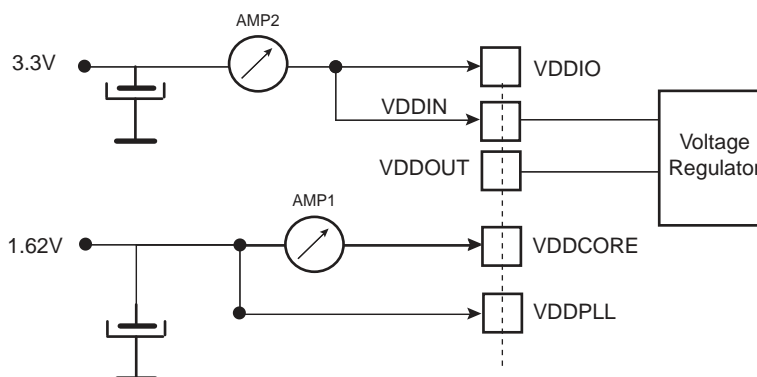 AMP2
3.3V
VDDIO
VDDIN
Voltage
Regulator
VDDOUT
AMP1
1.62V
VDDCORE
VDDPLL